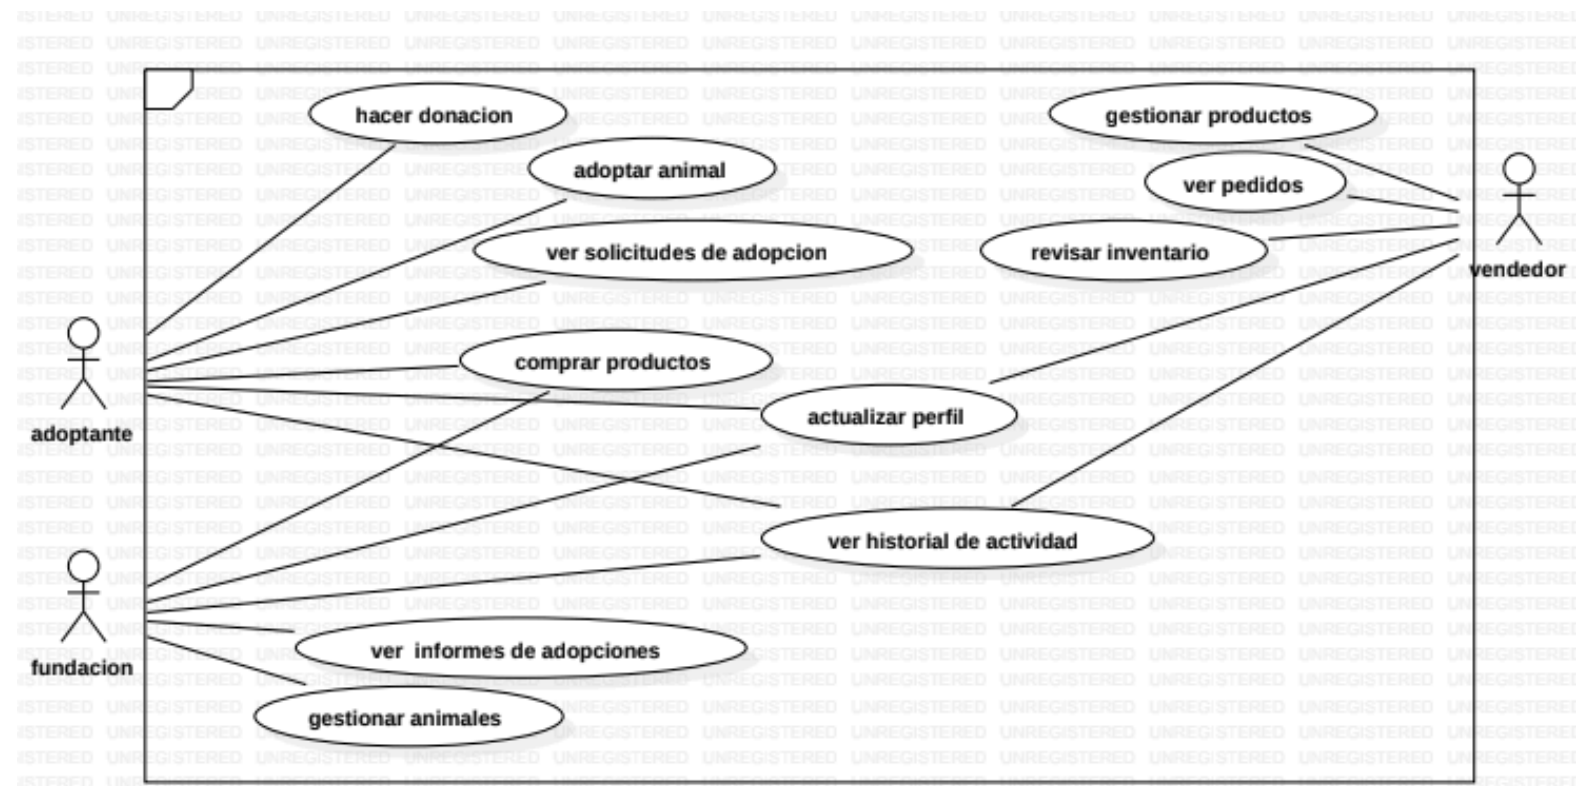 hacer donacion
gestionar productos
adoptar animal
ver pedidos
ver solicitudes de adopcion
revisar inventario
vendedor
comprar productos
actualizar perfil
adoptante
ver historial de actividad
ver informes de adopciones
fundacion
gestionar animales
UNREGISTERED